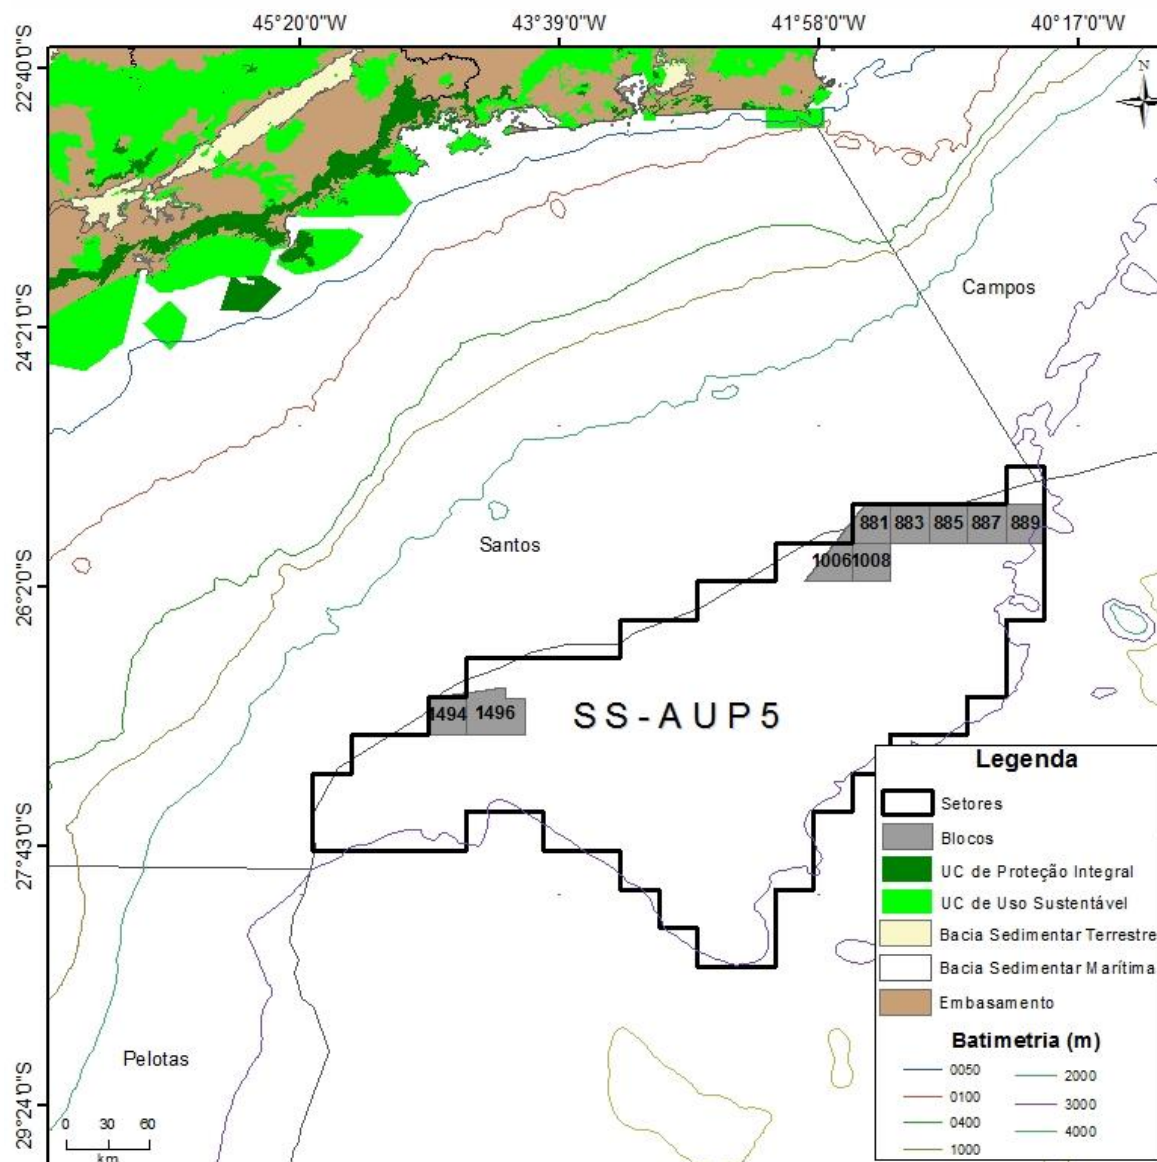 45°20'0"W
43°39'0"W
41°58'0"W
40°17'0"W
22°40'0"S
N
Campos
24°21'0"S
Santos
881 883 885 887 889
1006 1008
26°2'0"S
1494 1496
SS-AUP5
Legenda
Setores
Blocos
UC de Proteção Integral
UC de Uso Sustentável
Bacia Sedimentar Terrestre
Bacia Sedimentar Marítima
Embasamento
Batimetria (m)
0050
0100
0400
1000
2000
3000
4000
27°43'0"S
Pelotas
29°24'0"S
0 30 60
km